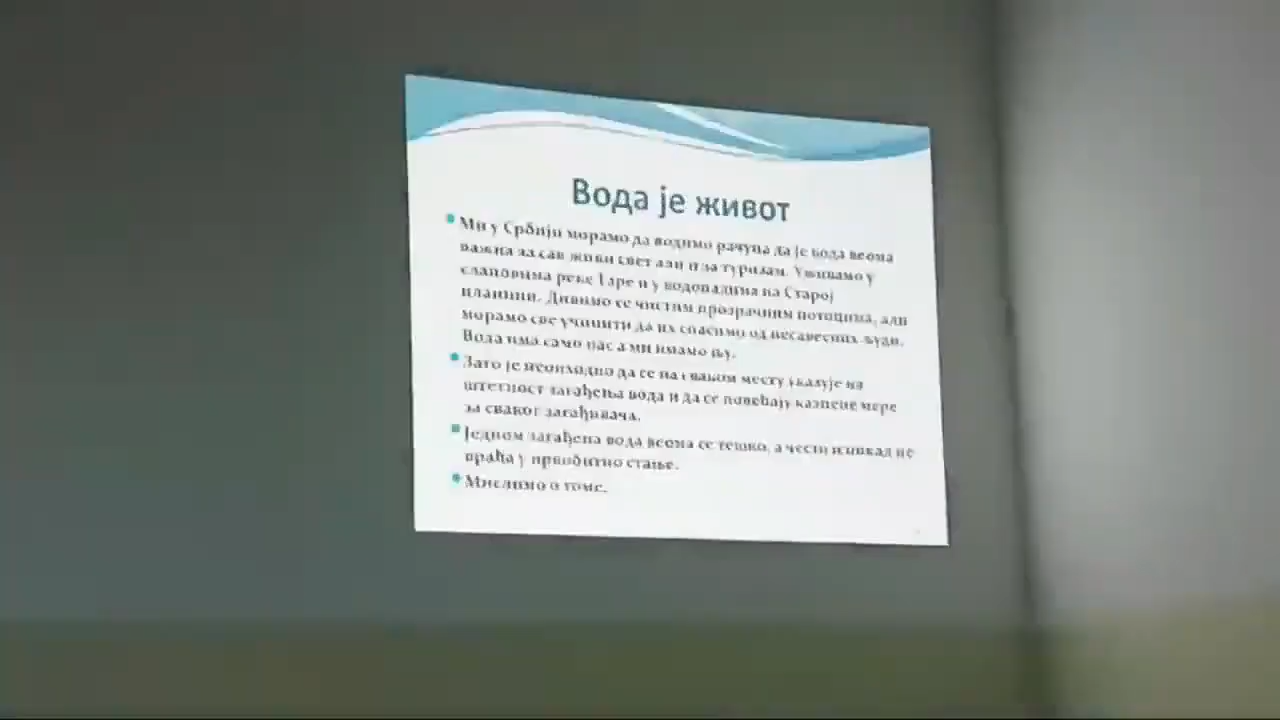 Вода је живот
Ми у Србији морамо да водимо рачуна да је вода веома
важна за сав живи свет али и за туризам. Уживамо у
слаповима реке Таре и у водопадима на Старој
планини. Дивимо се чистим прозрачним потоцима, али
морамо све учинити да их спасимо од несавесних људи.
Вода има само нас а ми имамо њу.
Зато је неопходно да се на сваком месту указује на
штетност загађења вода и да се повећају казнене мере
за сваког загађивача.
Једном загађена вода веома се тешко, а често и никад не
враћа у првобитно стање.
Мислимо о томе.